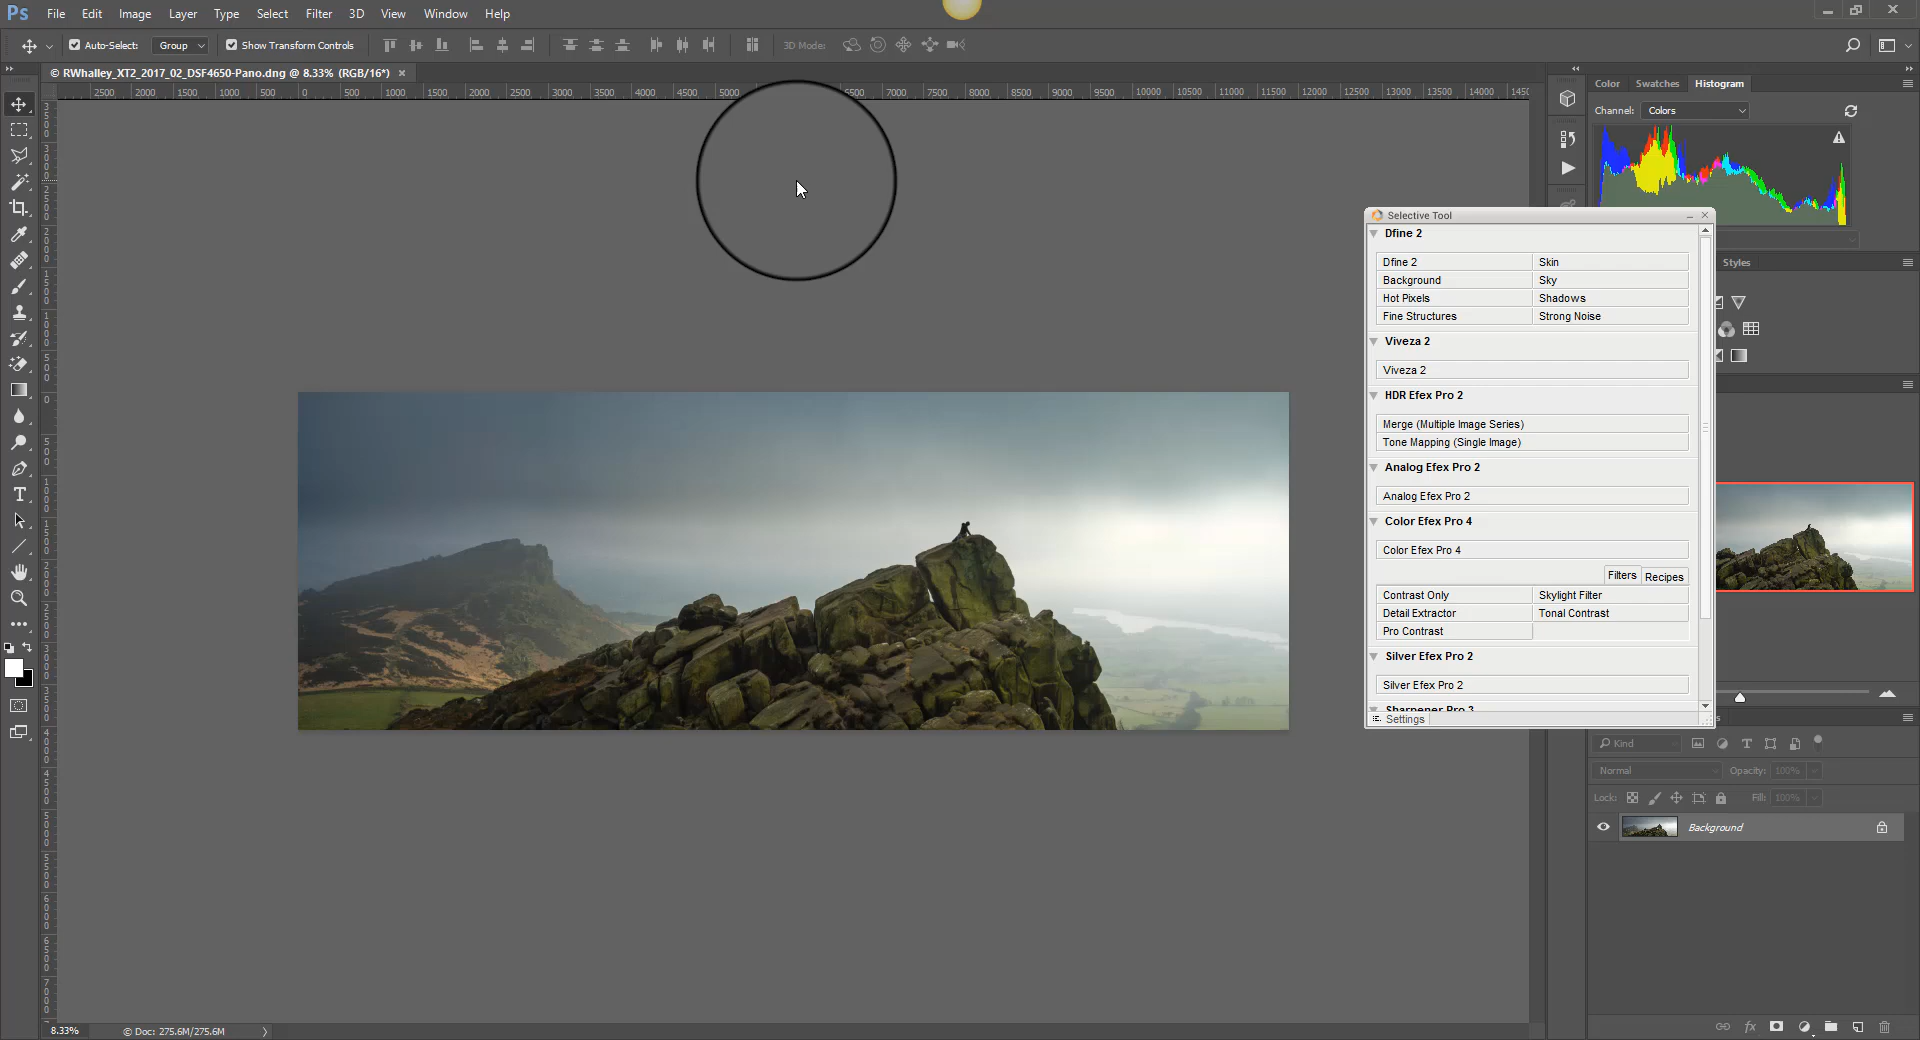 Ps File Edit Image Layer Type Select Filter 3D View Window Help
Auto-Select: Group Show Transform Controls 3D Mode:
© RWhalley_XT2_2017_02_DSF4650-Pano.dng @ 8.33% (RGB/16*) ×
2500 2000 1500 1000 500 0 500 1000 1500 2000 2500 3000 3500 4000 4500 5000 6500 7000 7500 8000 8500 9000 9500 10000 10500 11000 11500 12000 12500 13000 13500 14000
Color Swatches Histogram
Channel: Colors
Styles
Selective Tool
Dfine 2
Dfine 2 Skin
Background Sky
Hot Pixels Shadows
Fine Structures Strong Noise
Viveza 2
Viveza 2
HDR Efex Pro 2
Merge (Multiple Image Series)
Tone Mapping (Single Image)
Analog Efex Pro 2
Analog Efex Pro 2
Color Efex Pro 4
Color Efex Pro 4
Filters Recipes
Contrast Only Skylight Filter
Detail Extractor Tonal Contrast
Pro Contrast
Silver Efex Pro 2
Silver Efex Pro 2
Sharpener Pro 3
Settings
Kind
Normal Opacity: 100%
Lock: Fill: 100%
Background
fx
8.33% © Doc: 275.6M/275.6M